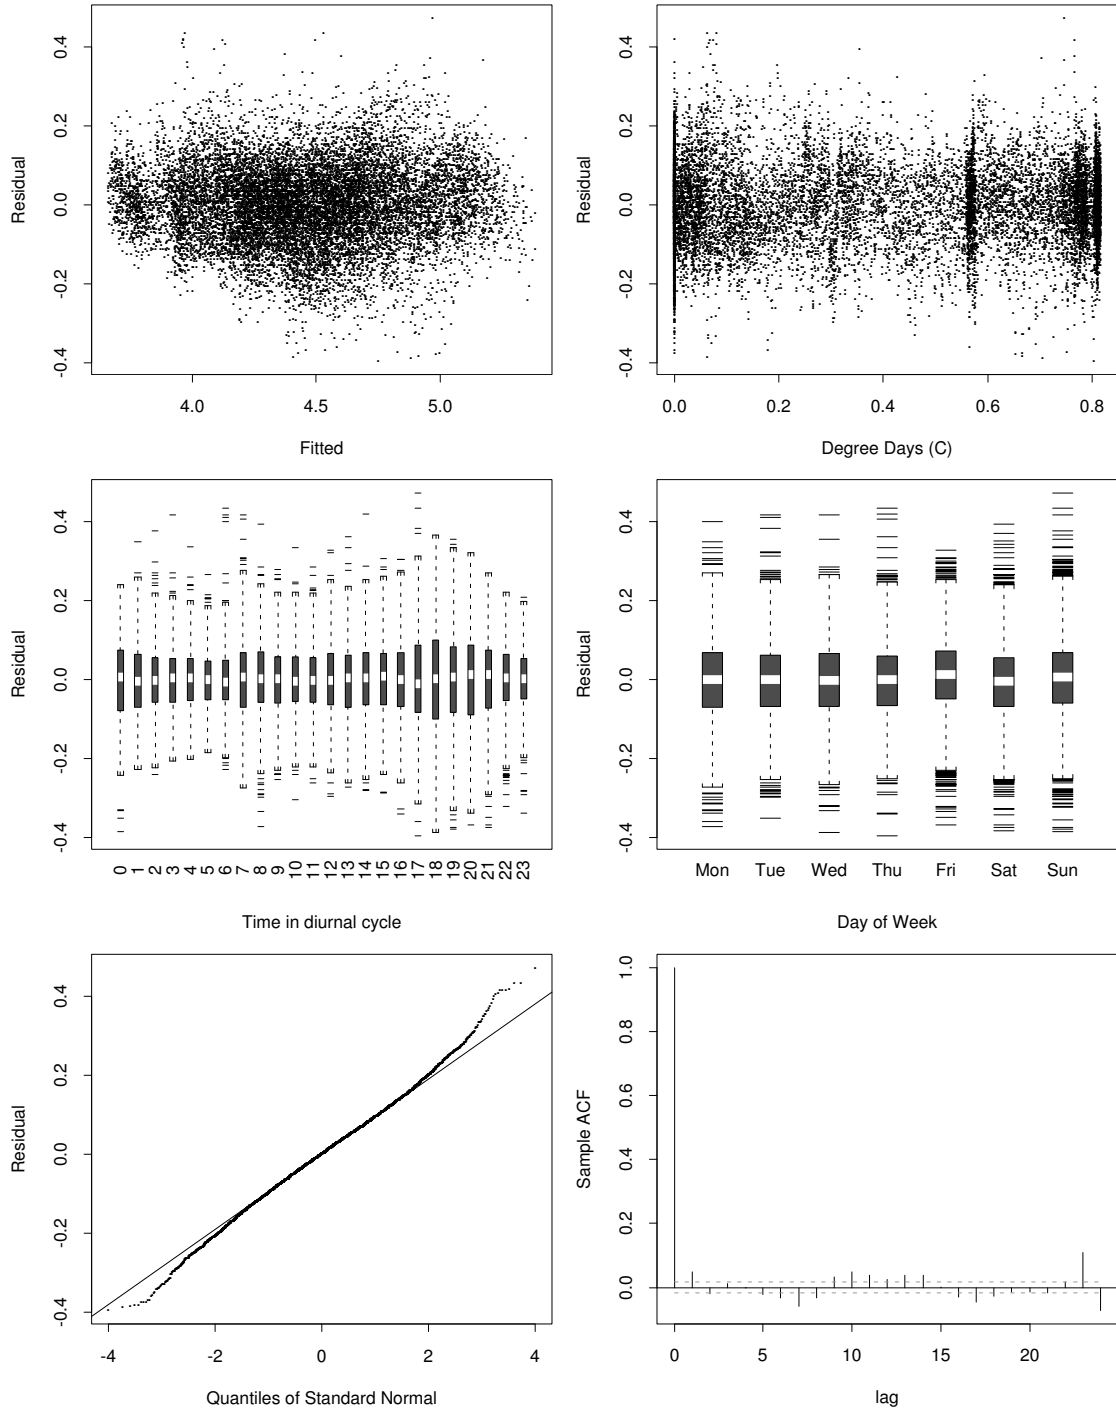 0.4
0.2
0.0
-0.2
-0.4
Residual
4.0 4.5 5.0
Fitted
0.4
0.2
0.0
-0.2
-0.4
Residual
0.0 0.2 0.4 0.6 0.8
Degree Days (C)
0.4
0.2
0.0
-0.2
-0.4
Residual
0 1 2 3 4 5 6 7 8 9 10 11 12 13 14 15 16 17 18 19 20 21 22 23
Time in diurnal cycle
0.4
0.2
0.0
-0.2
-0.4
Residual
Mon Tue Wed Thu Fri Sat Sun
Day of Week
0.4
0.2
0.0
-0.2
-0.4
Residual
-4 -2 0 2 4
Quantiles of Standard Normal
1.0
0.8
0.6
0.4
0.2
0.0
Sample ACF
0 5 10 15 20
lag